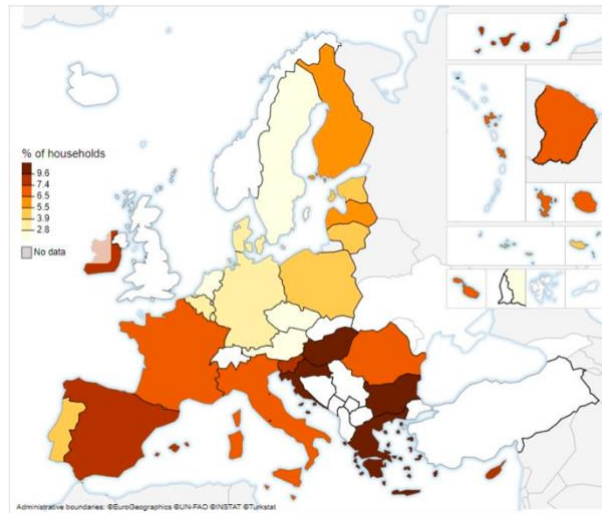 % of households
9.6
7.4
6.5
5.5
3.9
2.8
No data
Administrative boundaries: ©EuroGeographics ©UN-FAO ©INSTAT ©Turkstat